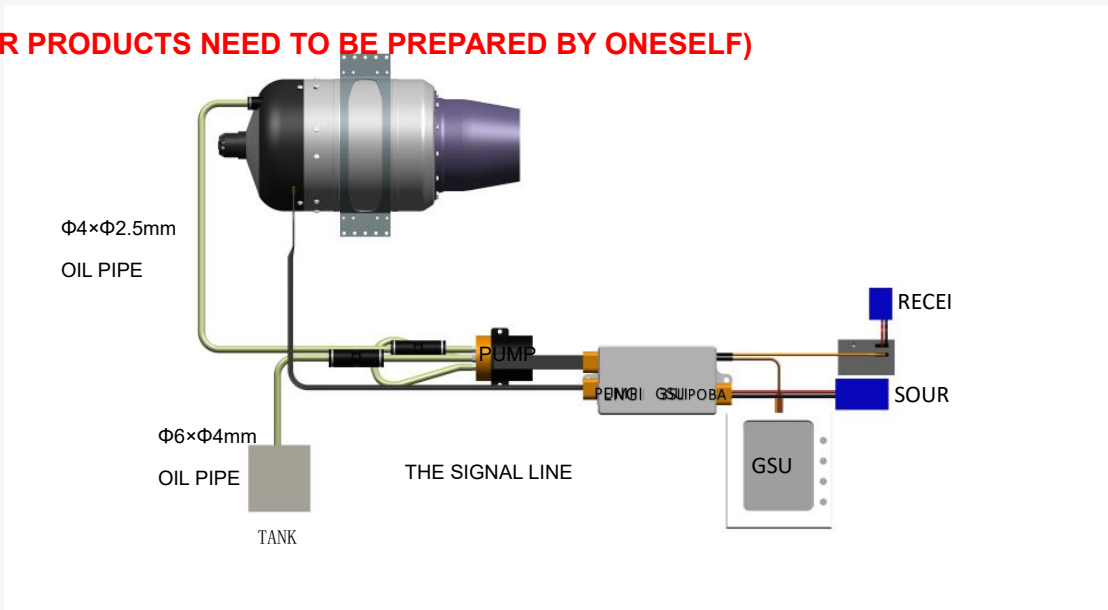 R PRODUCTS NEED TO BE PREPARED BY ONESELF)
Φ4×Φ2.5mm
OIL PIPE
RECEI
PUMP
SOUR
Φ6×Φ4mm
OIL PIPE
THE SIGNAL LINE
GSU
TANK